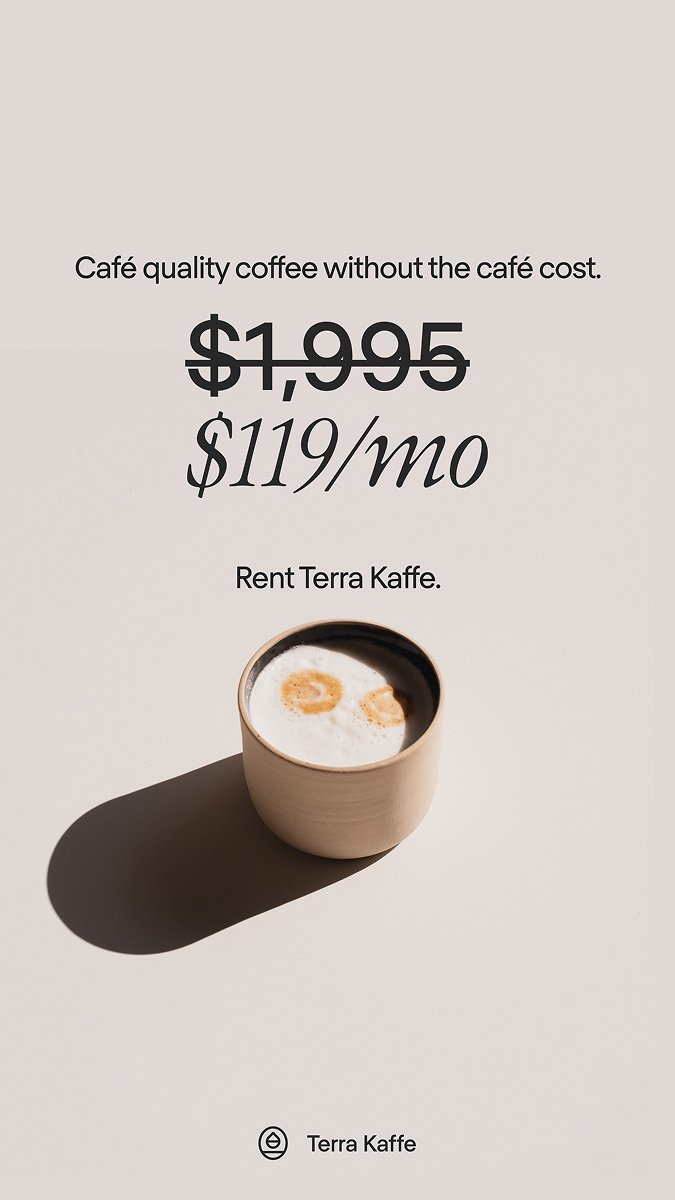 Café quality coffee without the café cost.
$1,995
$119/mo
Rent Terra Kaffe.
Terra Kaffe